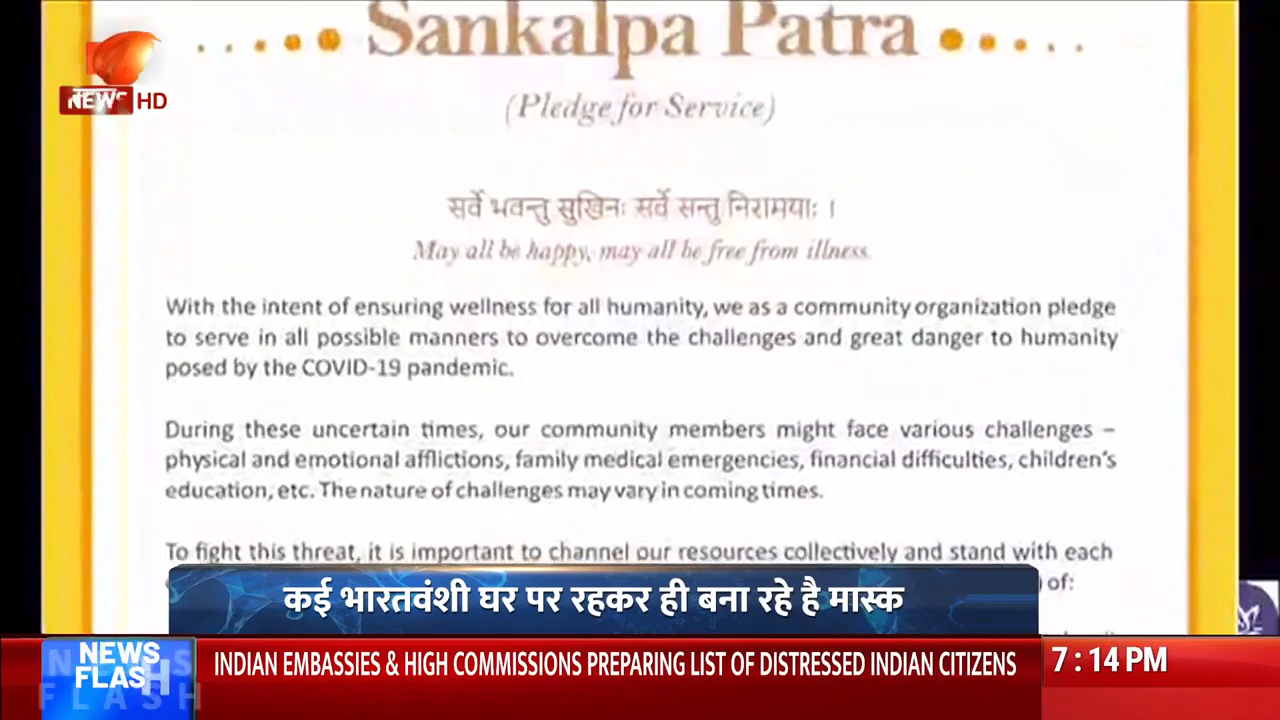 Sankalpa Patra
(Pledge for Service)
NEWS HD
सर्वे भवन्तु सुखिनः सर्वे सन्तु निरामयाः ।
May all be happy, may all be free from illness.
With the intent of ensuring wellness for all humanity, we as a community organization pledge
to serve in all possible manners to overcome the challenges and great danger to humanity
posed by the COVID-19 pandemic.
During these uncertain times, our community members might face various challenges –
physical and emotional afflictions, family medical emergencies, financial difficulties, children's
education, etc. The nature of challenges may vary in coming times.
To fight this threat, it is important to channel our resources collectively and stand with each
of:
कई भारतवंशी घर पर रहकर ही बना रहे है मास्क
NEWS
FLASH
INDIAN EMBASSIES & HIGH COMMISSIONS PREPARING LIST OF DISTRESSED INDIAN CITIZENS
7:14 PM